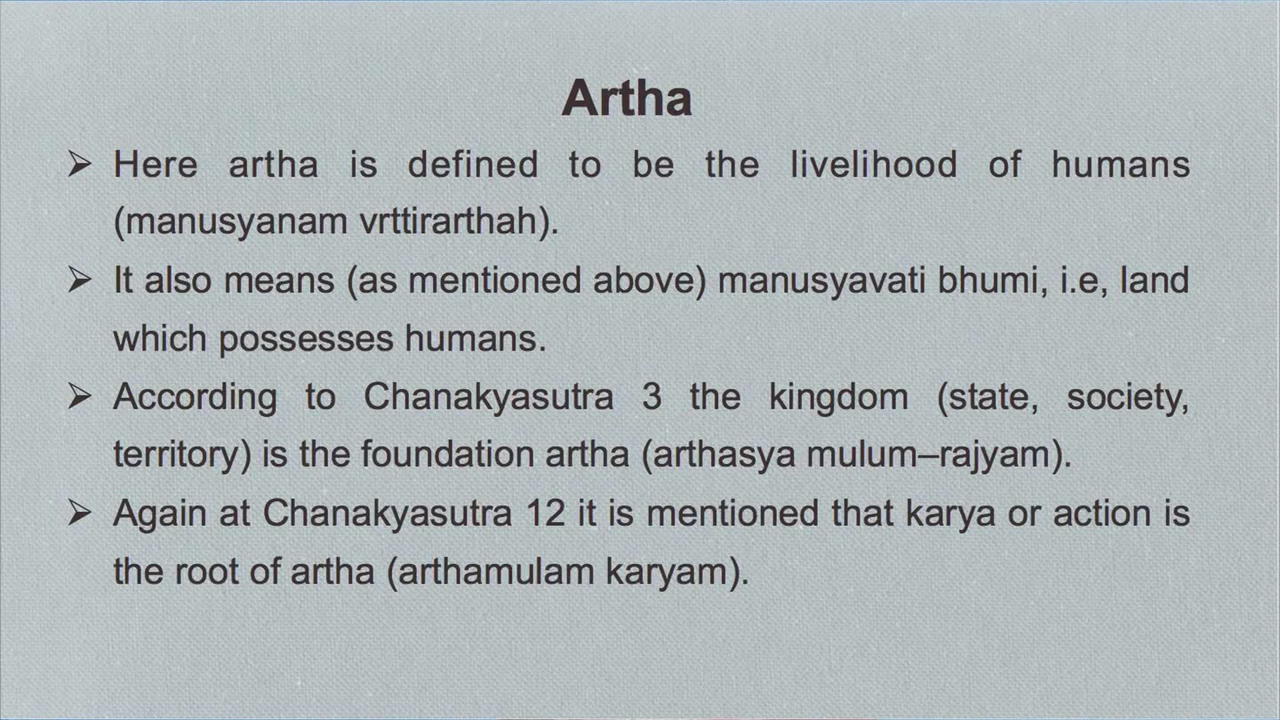 Artha
➢ Here artha is defined to be the livelihood of humans
(manusyanam vrttirarthah).
➢ It also means (as mentioned above) manusyavati bhumi, i.e, land
which possesses humans.
➢ According to Chanakyasutra 3 the kingdom (state, society,
territory) is the foundation artha (arthasya mulum–rajyam).
➢ Again at Chanakyasutra 12 it is mentioned that karya or action is
the root of artha (arthamulam karyam).